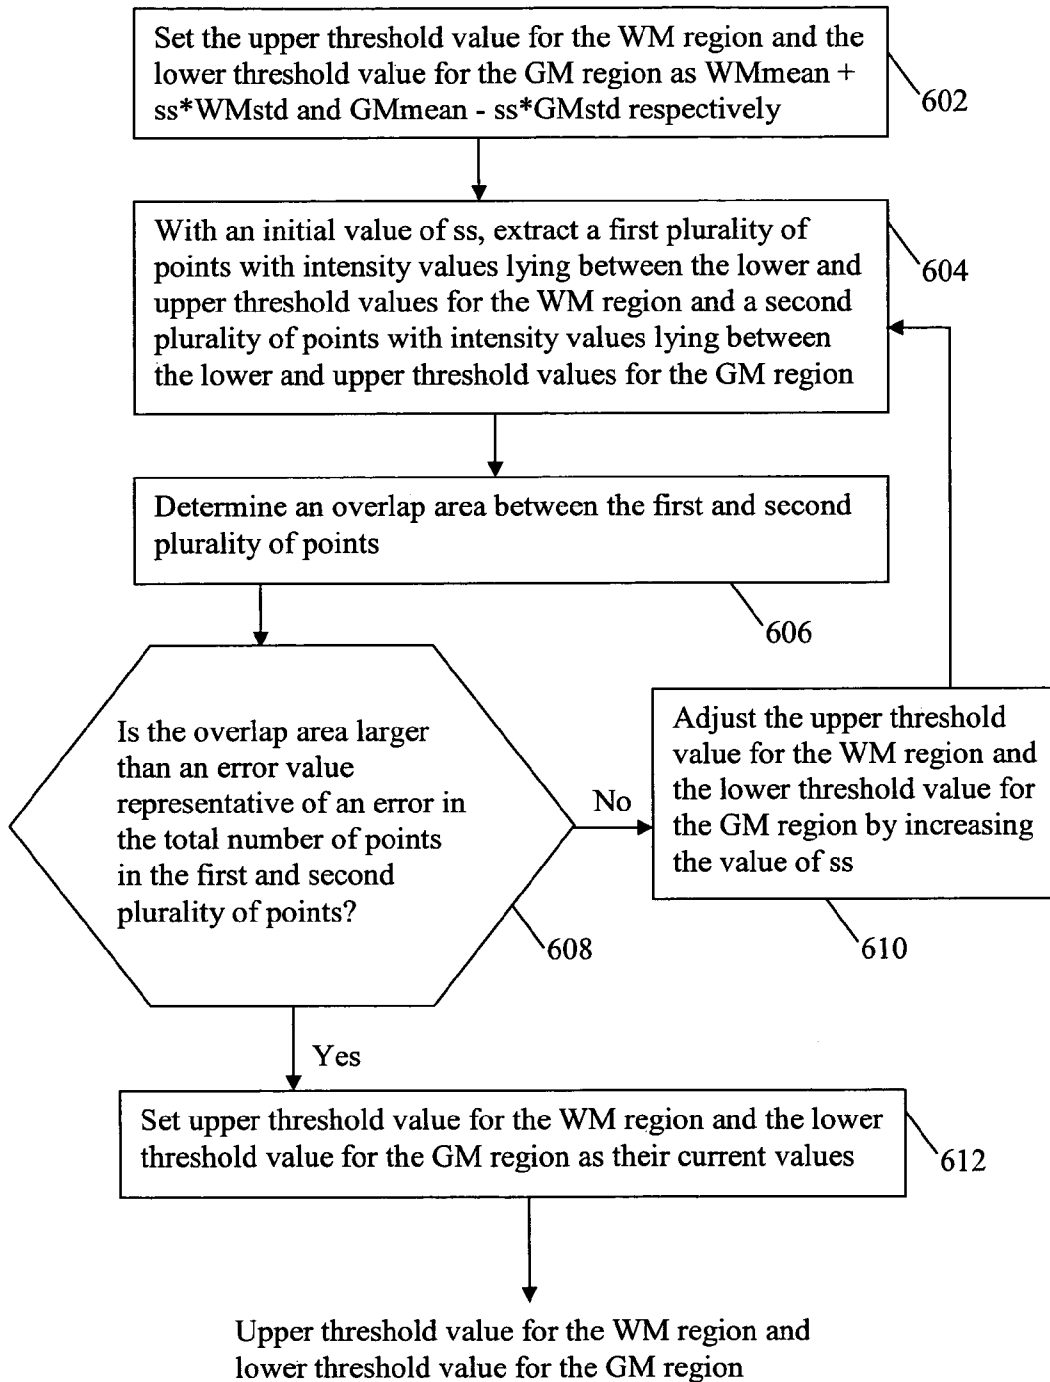 Set the upper threshold value for the WM region and the
lower threshold value for the GM region as WMmean +
ss*WMstd and GMmean - ss*GMstd respectively
602
With an initial value of ss, extract a first plurality of
points with intensity values lying between the lower and
upper threshold values for the WM region and a second
plurality of points with intensity values lying between
the lower and upper threshold values for the GM region
604
Determine an overlap area between the first and second
plurality of points
606
Is the overlap area larger
than an error value
representative of an error in
the total number of points
in the first and second
plurality of points?
608
No
Adjust the upper threshold
value for the WM region and
the lower threshold value for
the GM region by increasing
the value of ss
610
Yes
Set upper threshold value for the WM region and the lower
threshold value for the GM region as their current values
612
Upper threshold value for the WM region and
lower threshold value for the GM region